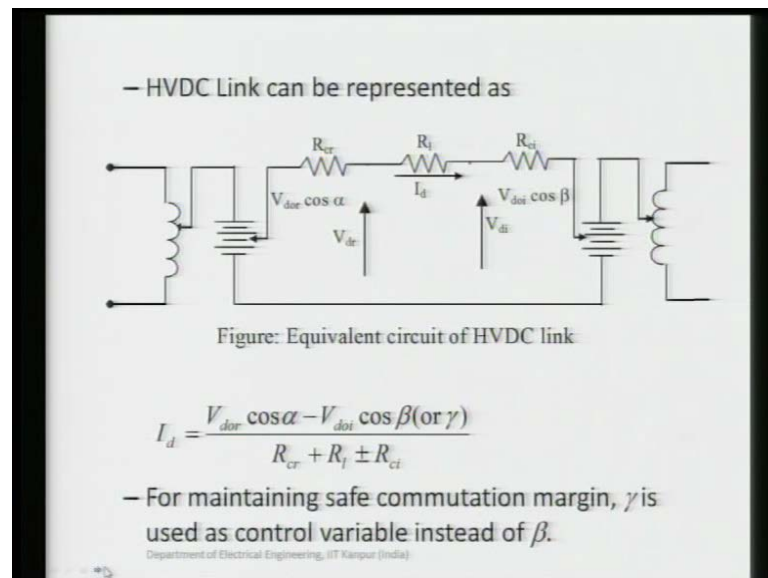 – HVDC Link can be represented as
R_cr R_l R_ci
V_dor cos α I_d V_doi cos β
V_dr V_di
Figure: Equivalent circuit of HVDC link
I_d = (V_dor cosα − V_doi cos β(or γ)) / (R_cr + R_l ± R_ci)
– For maintaining safe commutation margin, γ is
used as control variable instead of β.
Department of Electrical Engineering, IIT Kanpur (India)